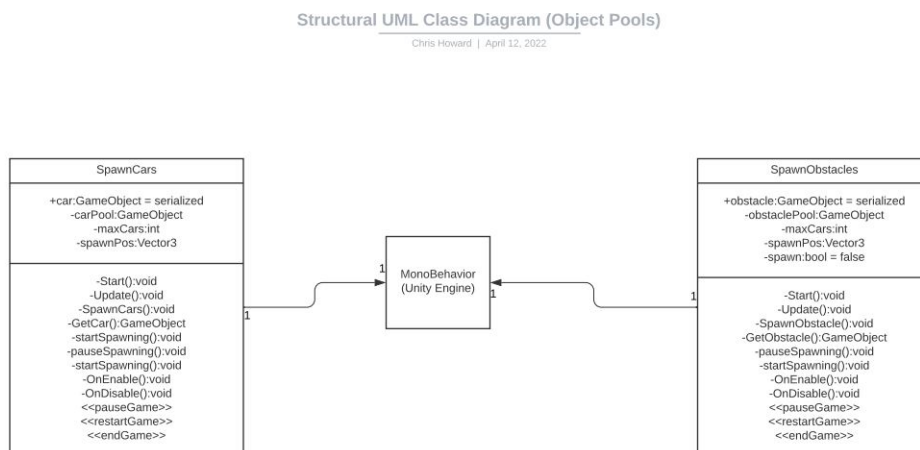 Structural UML Class Diagram (Object Pools)
Chris Howard | April 12, 2022
SpawnCars
+car:GameObject = serialized
-carPool:GameObject
-maxCars:int
-spawnPos:Vector3
-Start():void
-Update():void
-SpawnCars():void
-GetCar():GameObject
-startSpawning():void
-pauseSpawning():void
-startSpawning():void
-OnEnable():void
-OnDisable():void
<<pauseGame>>
<<restartGame>>
<<endGame>>
1
1
MonoBehavior
(Unity Engine)
1
1
SpawnObstacles
+obstacle:GameObject = serialized
-obstaclePool:GameObject
-maxCars:int
-spawnPos:Vector3
-spawn:bool = false
-Start():void
-Update():void
-SpawnObstacle():void
-GetObstacle():GameObject
-pauseSpawning():void
-startSpawning():void
-OnEnable():void
-OnDisable():void
<<pauseGame>>
<<restartGame>>
<<endGame>>